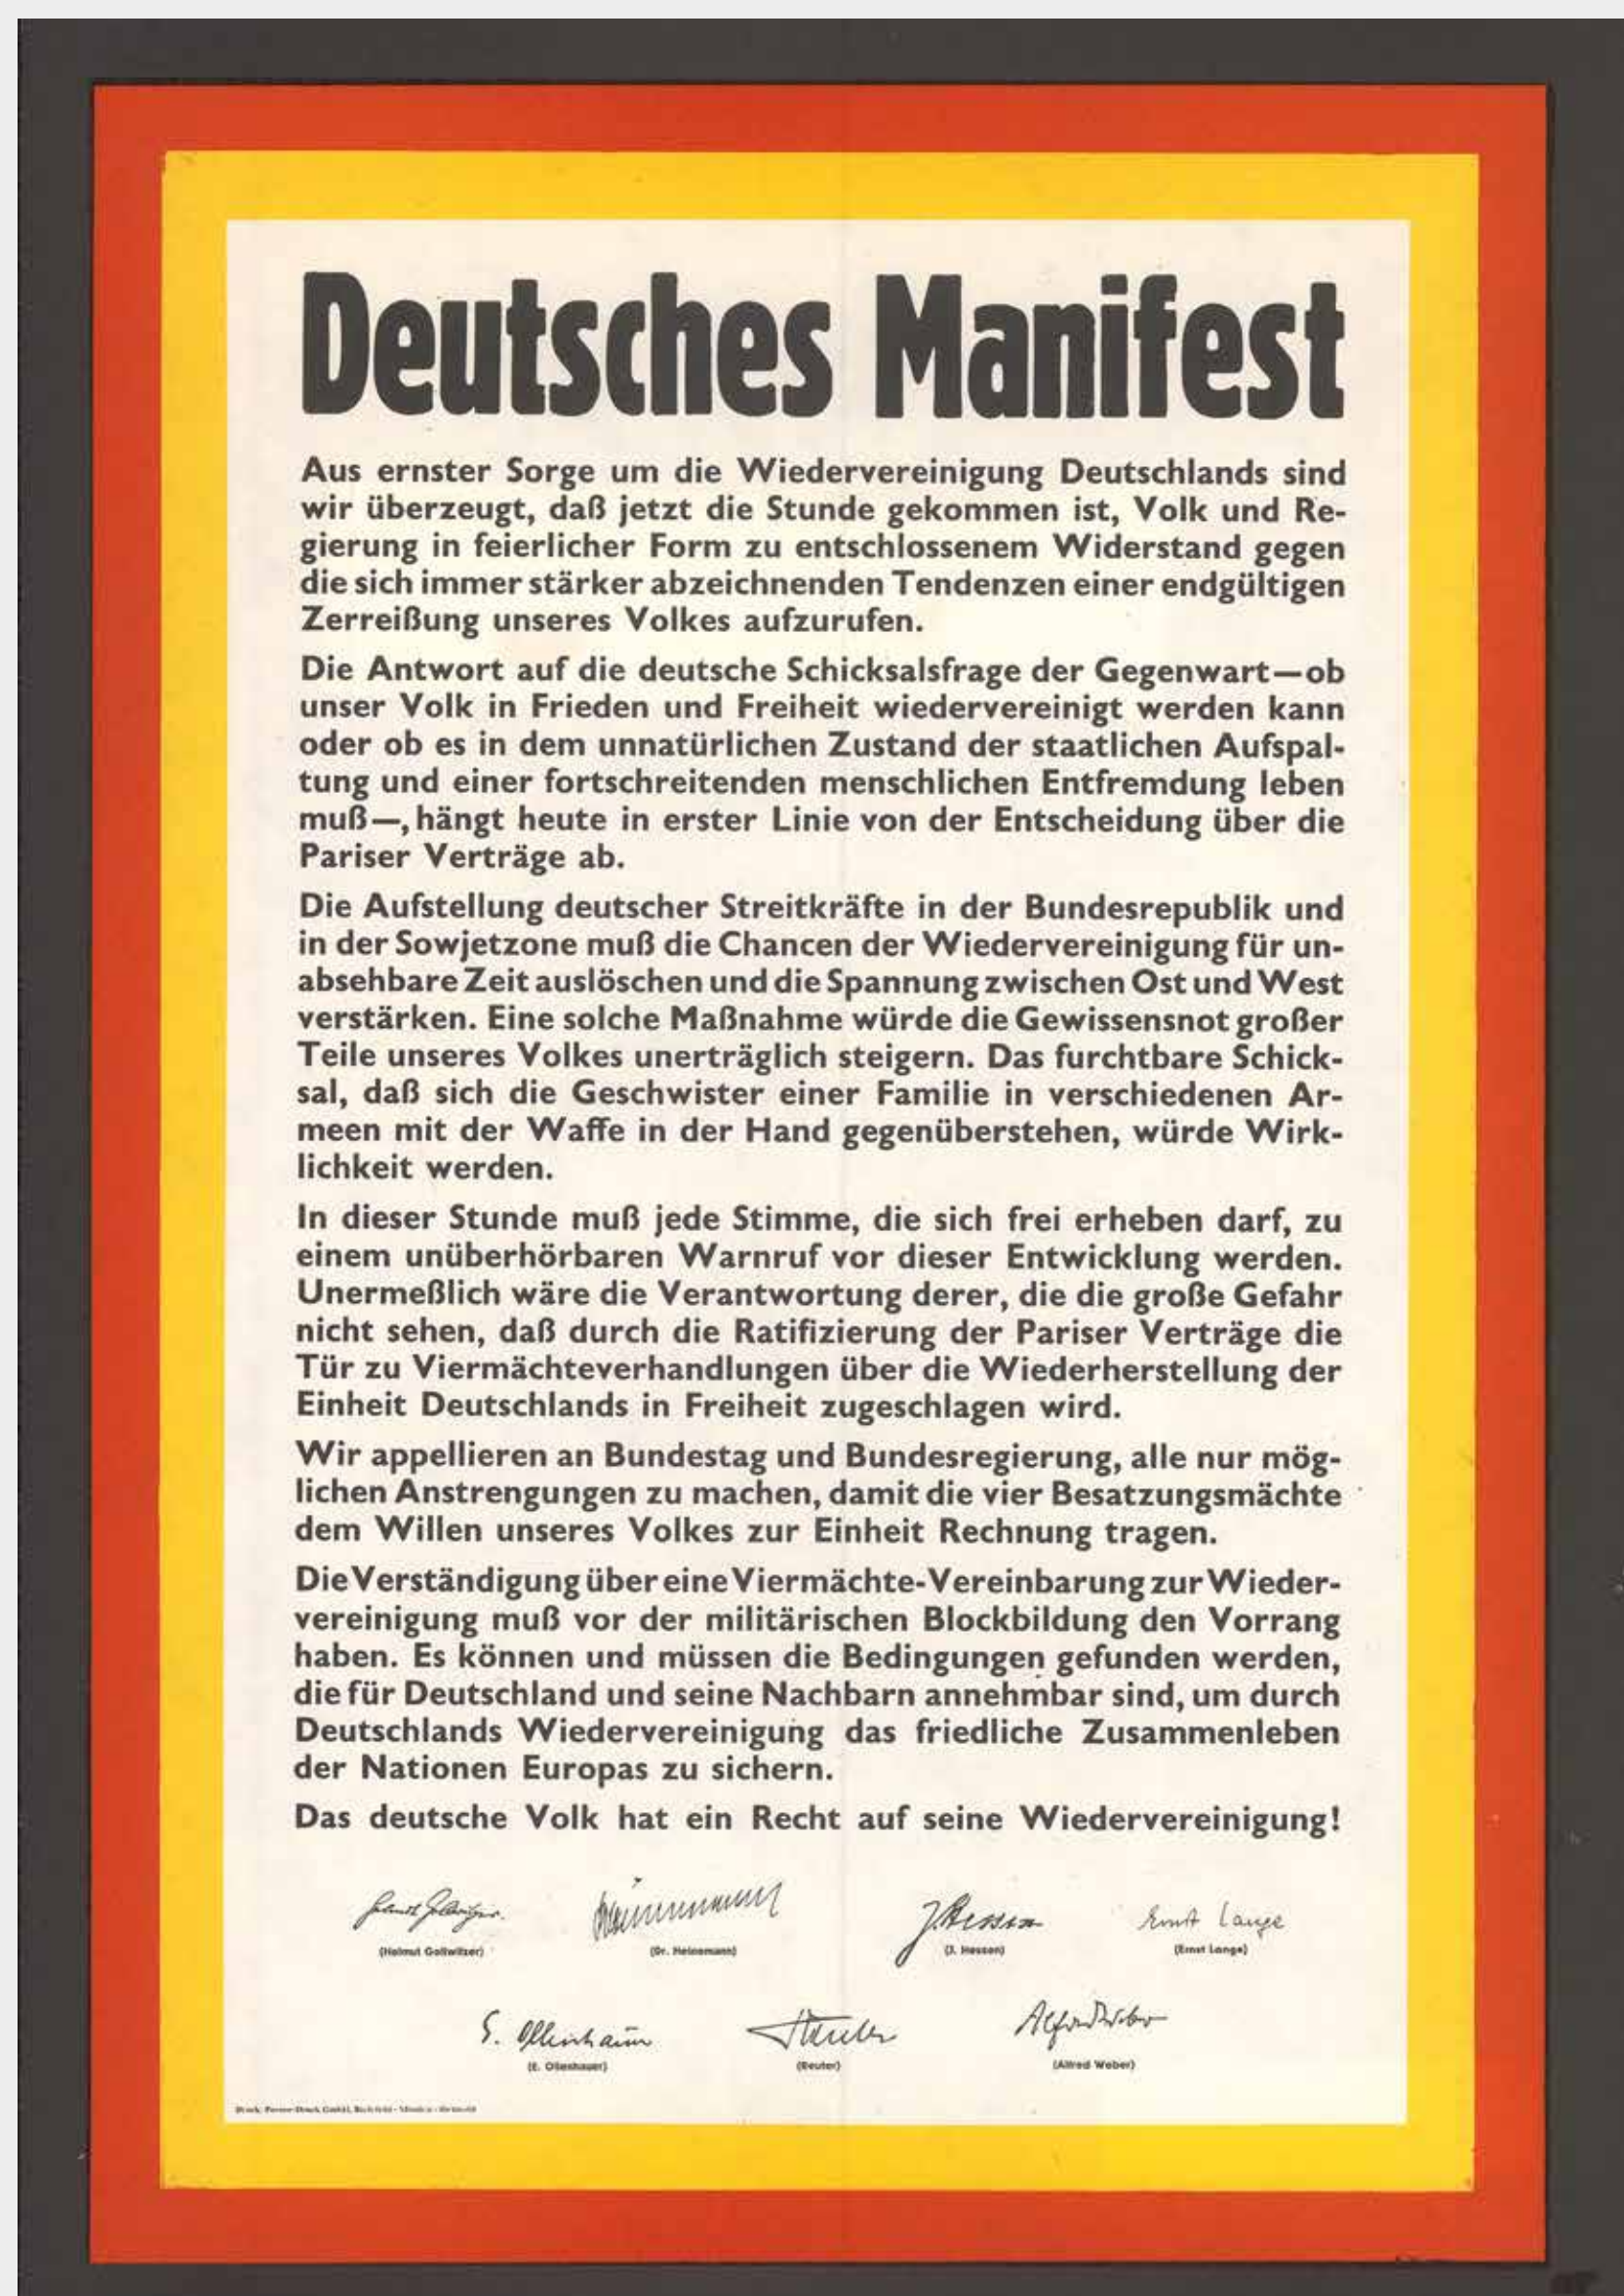 Deutsches Manifest
Aus ernster Sorge um die Wiedervereinigung Deutschlands sind
wir überzeugt, daß jetzt die Stunde gekommen ist, Volk und Re-
gierung in feierlicher Form zu entschlossenem Widerstand gegen
die sich immer stärker abzeichnenden Tendenzen einer endgültigen
Zerreißung unseres Volkes aufzurufen.
Die Antwort auf die deutsche Schicksalsfrage der Gegenwart—ob
unser Volk in Frieden und Freiheit wiedervereinigt werden kann
oder ob es in dem unnatürlichen Zustand der staatlichen Aufspal-
tung und einer fortschreitenden menschlichen Entfremdung leben
muß—, hängt heute in erster Linie von der Entscheidung über die
Pariser Verträge ab.
Die Aufstellung deutscher Streitkräfte in der Bundesrepublik und
in der Sowjetzone muß die Chancen der Wiedervereinigung für un-
absehbare Zeit auslöschen und die Spannung zwischen Ost und West
verstärken. Eine solche Maßnahme würde die Gewissensnot großer
Teile unseres Volkes unerträglich steigern. Das furchtbare Schick-
sal, daß sich die Geschwister einer Familie in verschiedenen Ar-
meen mit der Waffe in der Hand gegenüberstehen, würde Wirk-
lichkeit werden.
In dieser Stunde muß jede Stimme, die sich frei erheben darf, zu
einem unüberhörbaren Warnruf vor dieser Entwicklung werden.
Unermeßlich wäre die Verantwortung derer, die die große Gefahr
nicht sehen, daß durch die Ratifizierung der Pariser Verträge die
Tür zu Viermächteverhandlungen über die Wiederherstellung der
Einheit Deutschlands in Freiheit zugeschlagen wird.
Wir appellieren an Bundestag und Bundesregierung, alle nur mög-
lichen Anstrengungen zu machen, damit die vier Besatzungsmächte
dem Willen unseres Volkes zur Einheit Rechnung tragen.
Die Verständigung über eine Viermächte-Vereinbarung zur Wieder-
vereinigung muß vor der militärischen Blockbildung den Vorrang
haben. Es können und müssen die Bedingungen gefunden werden,
die für Deutschland und seine Nachbarn annehmbar sind, um durch
Deutschlands Wiedervereinigung das friedliche Zusammenleben
der Nationen Europas zu sichern.
Das deutsche Volk hat ein Recht auf seine Wiedervereinigung!
Helmut Gollwitzer Heinemann J. Hessen Ernst Lange
(Helmut Gollwitzer) (Dr. Heinemann) (J. Hessen) (Ernst Lange)
E. Ollenhauer Reuter Alfred Weber
(E. Ollenhauer) (Reuter) (Alfred Weber)
Druck: GmbH,